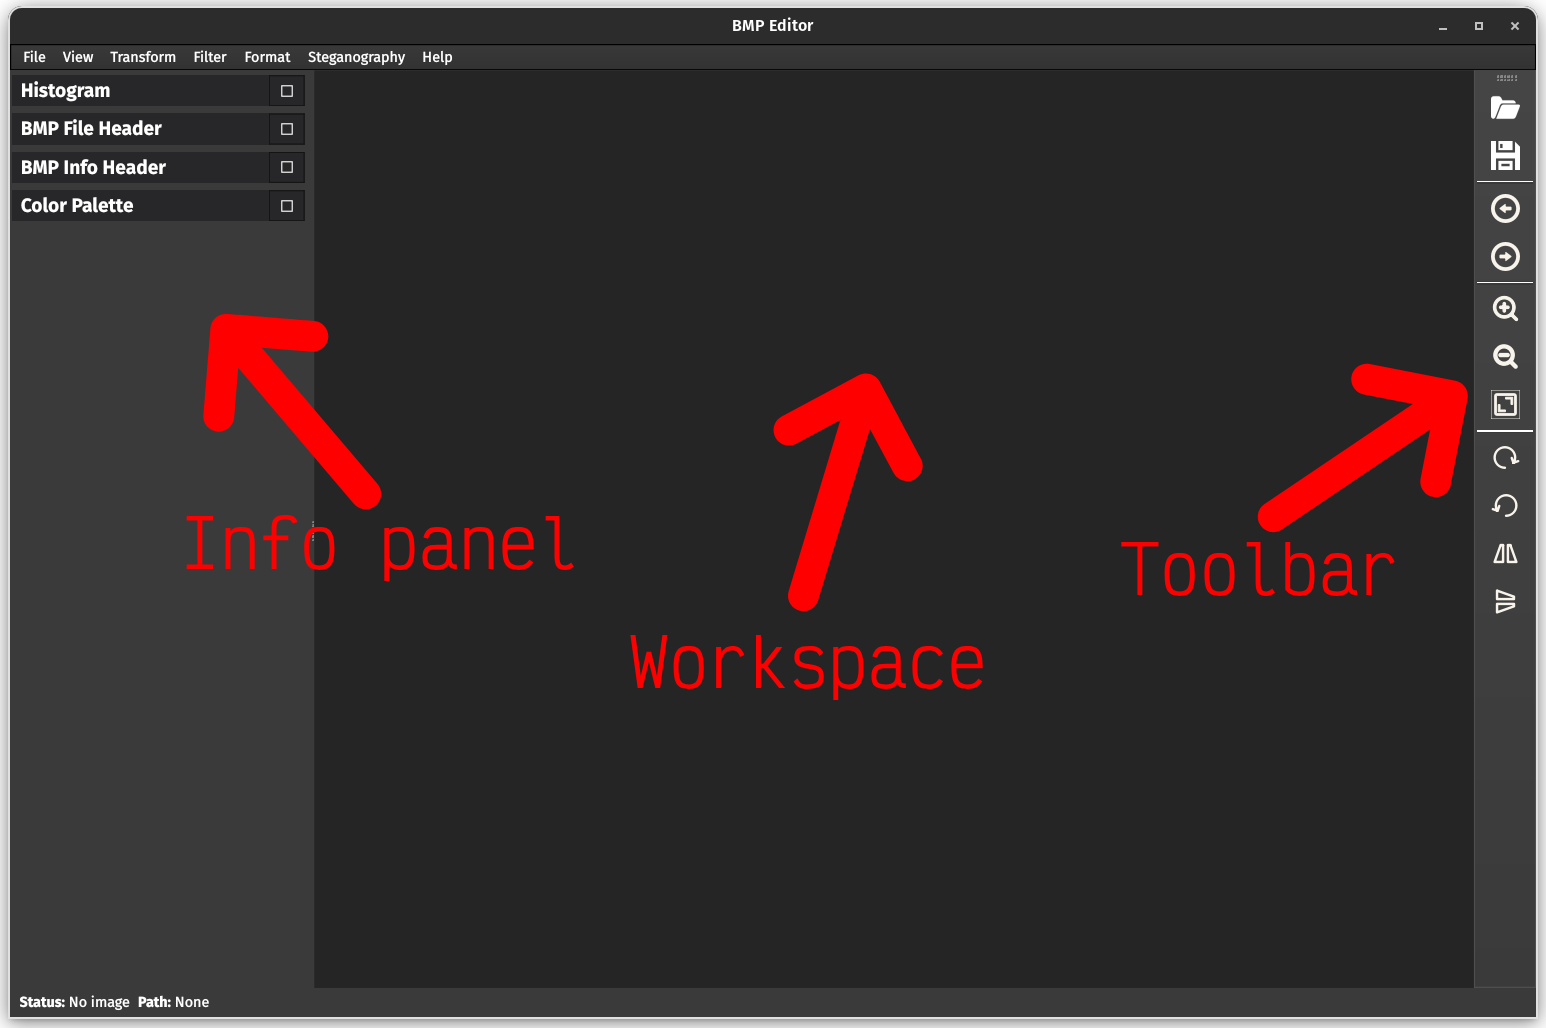 BMP Editor
File View Transform Filter Format Steganography Help
Histogram
BMP File Header
BMP Info Header
Color Palette
Info panel
Toolbar
Workspace
Status: No image Path: None